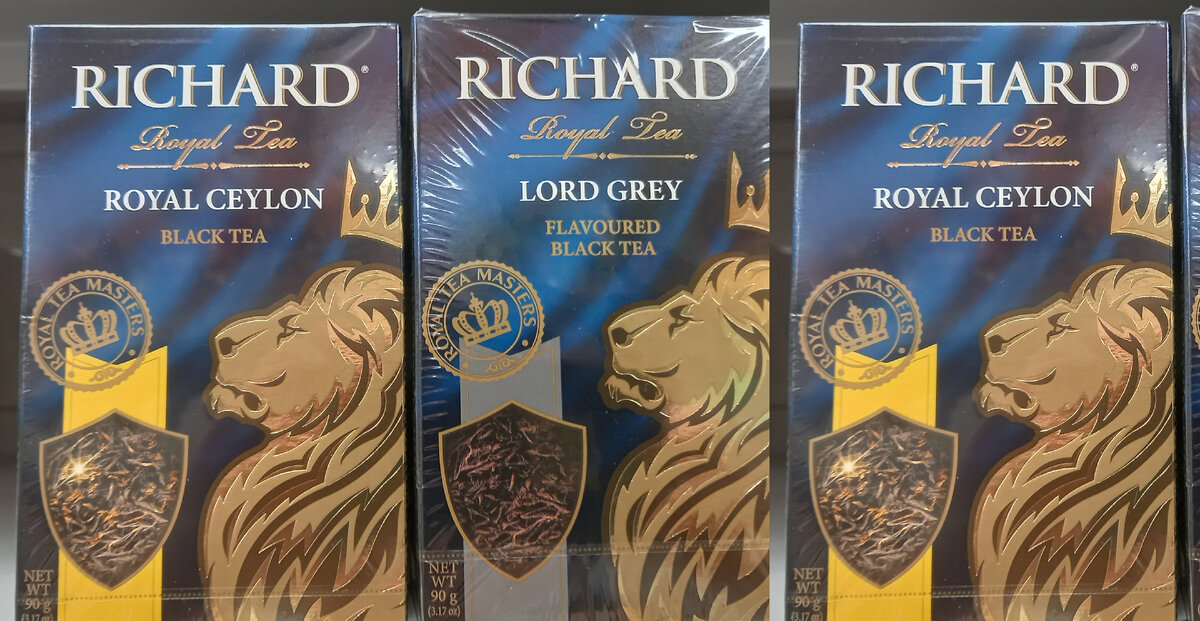 RICHARD®
Royal Tea
ROYAL CEYLON
BLACK TEA
ROYAL TEA MASTERS
NET
WT
90 g
(3.17 oz)
RICHARD
Royal Tea
LORD GREY
FLAVOURED
BLACK TEA
ROYAL TEA MASTERS
NET
WT
90 g
(3.17 oz)
RICHARD®
Royal Tea
ROYAL CEYLON
BLACK TEA
ROYAL TEA MASTERS
NET
WT
90 g
(3.17 oz)